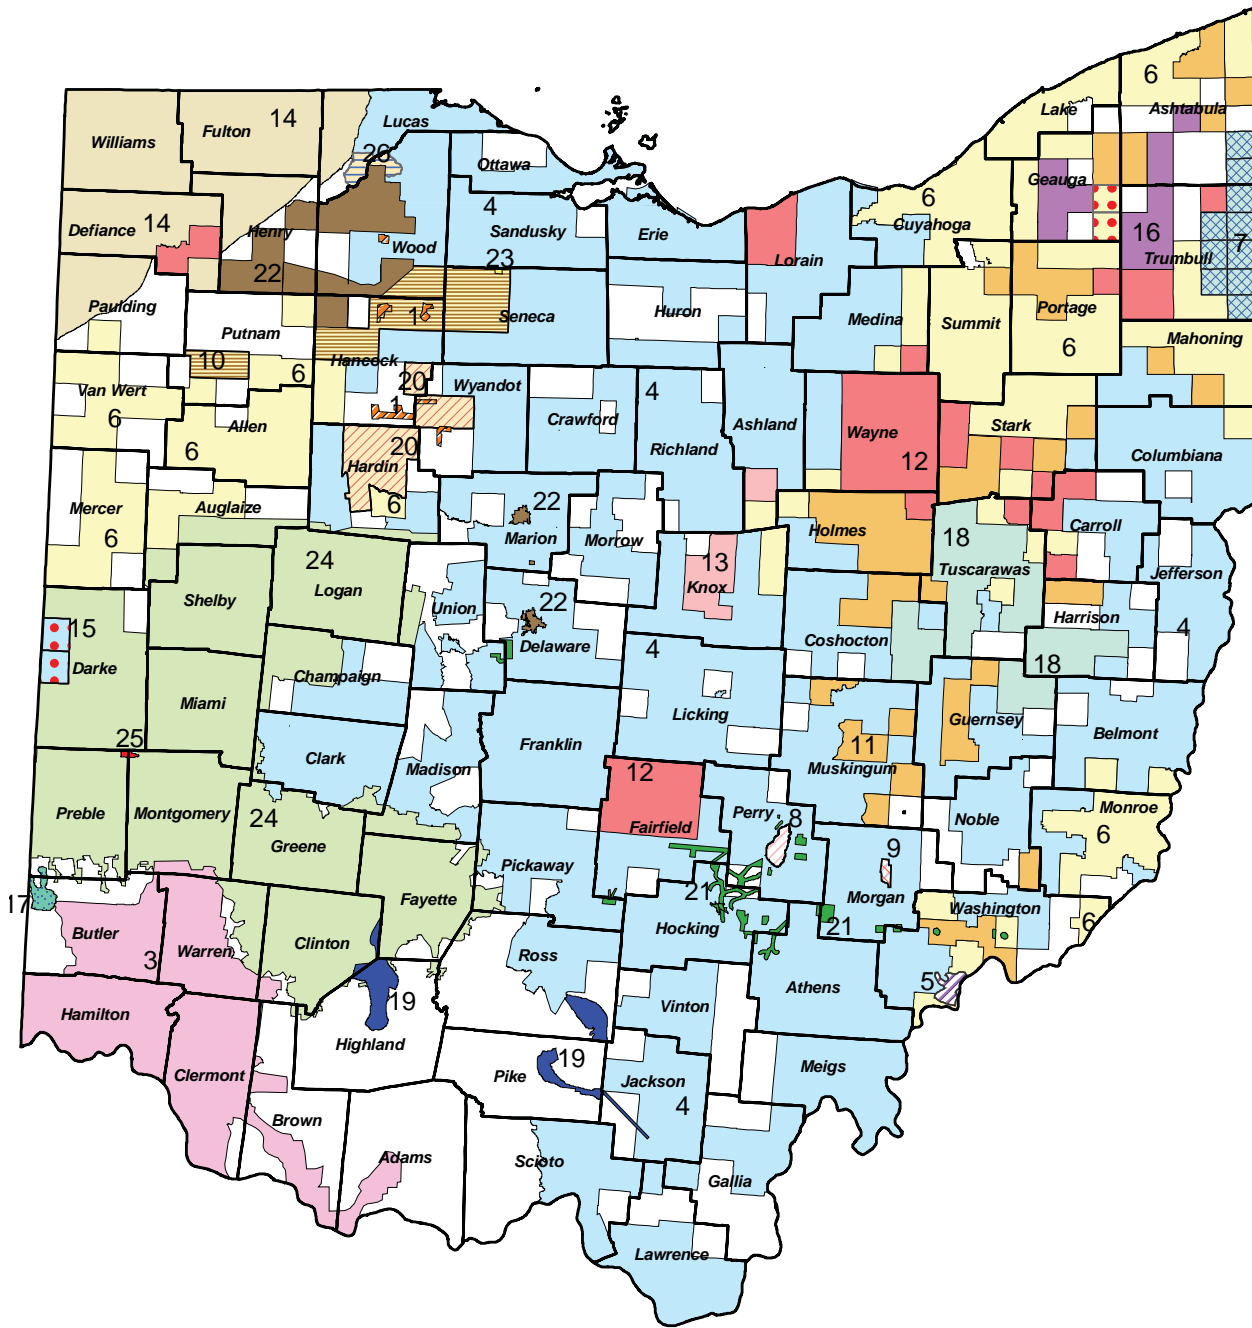 6
Lake
Ashtabula
Lucas
Fulton
14
Williams
26
Ottawa
Geauga
6
Cuyahoga
4
Sandusky
Erie
Defiance
14
Henry
Wood
16
7
Trumbull
Lorain
23
22
Paulding
Putnam
1
Seneca
Huron
Medina
Summit
Portage
6
Mahoning
10
Hancock
6
Van Wert
6
20
Wyandot
1
4
Crawford
Ashland
Richland
Wayne
12
Stark
Columbiana
Allen
6
20
Hardin
6
Mercer
6
Auglaize
22
Marion
Morrow
Holmes
18
Tuscarawas
Carroll
Jefferson
24
Logan
13
Knox
Shelby
Union
22
Delaware
4
Coshocton
Harrison
4
15
Darke
Champaign
18
Miami
Licking
Guernsey
Belmont
25
Clark
Franklin
11
Muskingum
Madison
12
Preble
Montgomery
24
Greene
Fairfield
Perry
8
Noble
Monroe
6
Pickaway
9
17
Fayette
21
Morgan
Washington
6
Butler
3
Warren
Clinton
Hocking
21
Ross
5
Athens
Hamilton
19
Vinton
Highland
Clermont
Pike
19
Jackson
4
Meigs
Brown
Adams
Scioto
Gallia
Lawrence